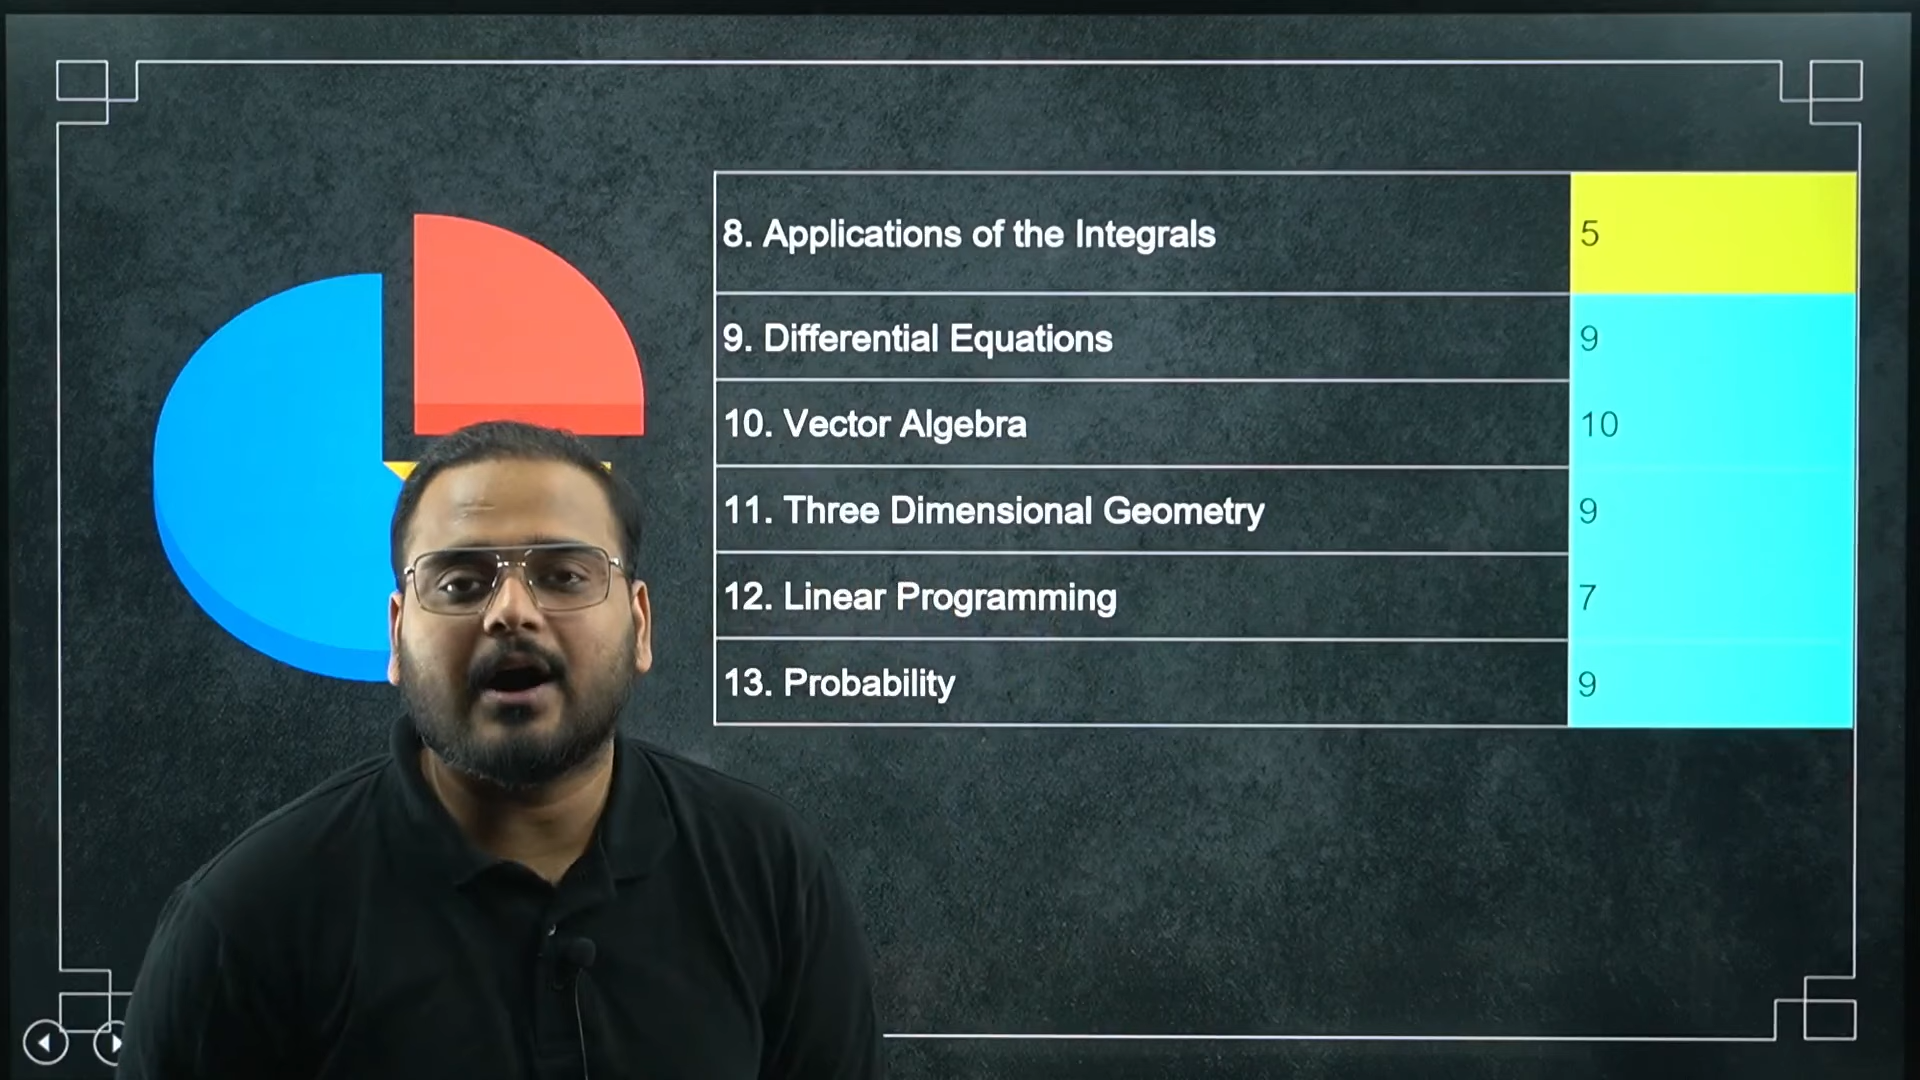 8. Applications of the Integrals 5
9. Differential Equations 9
10. Vector Algebra 10
11. Three Dimensional Geometry 9
12. Linear Programming 7
13. Probability 9